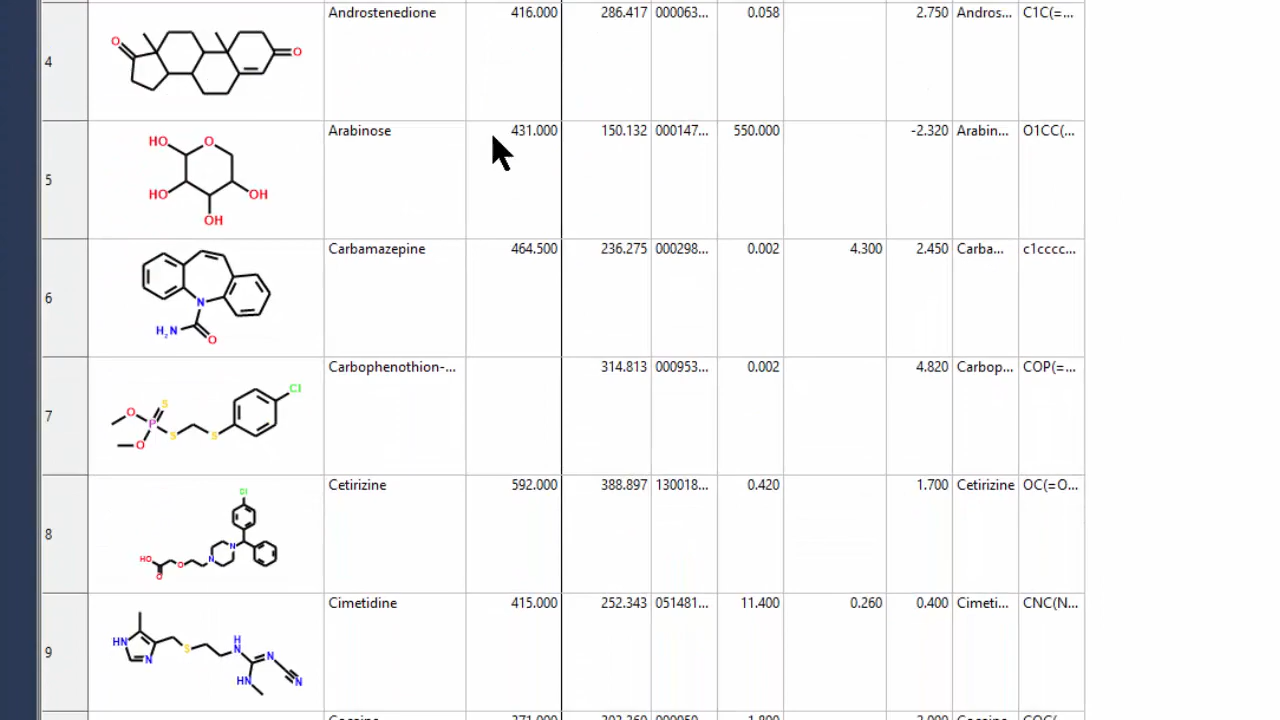 Androstenedione 416.000 286.417 000063... 0.058 2.750 Andros... C1C(=...
4
O
O
Arabinose 431.000 150.132 000147... 550.000 -2.320 Arabin... O1CC(...
5
HO O
HO OH
OH
Carbamazepine 464.500 236.275 000298... 0.002 4.300 2.450 Carba... c1cccc...
6
N
H2N O
Carbophenothion-... 314.813 000953... 0.002 4.820 Carbop... COP(=...
7
Cl
S
O P
O S S
Cetirizine 592.000 388.897 130018... 0.420 1.700 Cetirizine OC(=O...
8
HO O N N
O
Cimetidine 415.000 252.343 051481... 11.400 0.260 0.400 Cimeti... CNC(N...
9
HN N S H N N N
HN